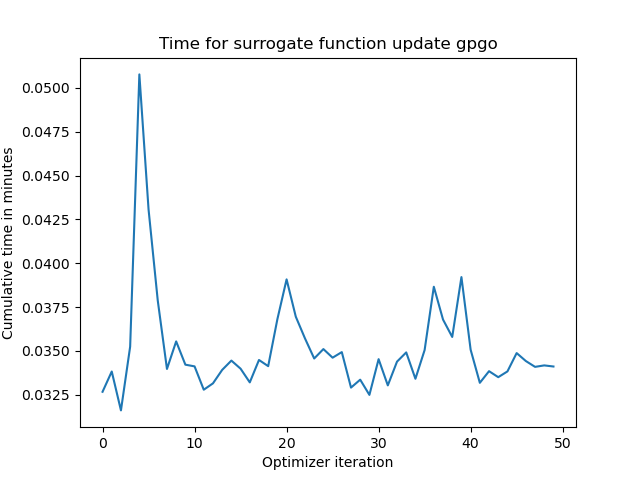 Time for surrogate function update gpgo
Cumulative time in minutes
0.0500
0.0475
0.0450
0.0425
0.0400
0.0375
0.0350
0.0325
0 10 20 30 40 50
Optimizer iteration